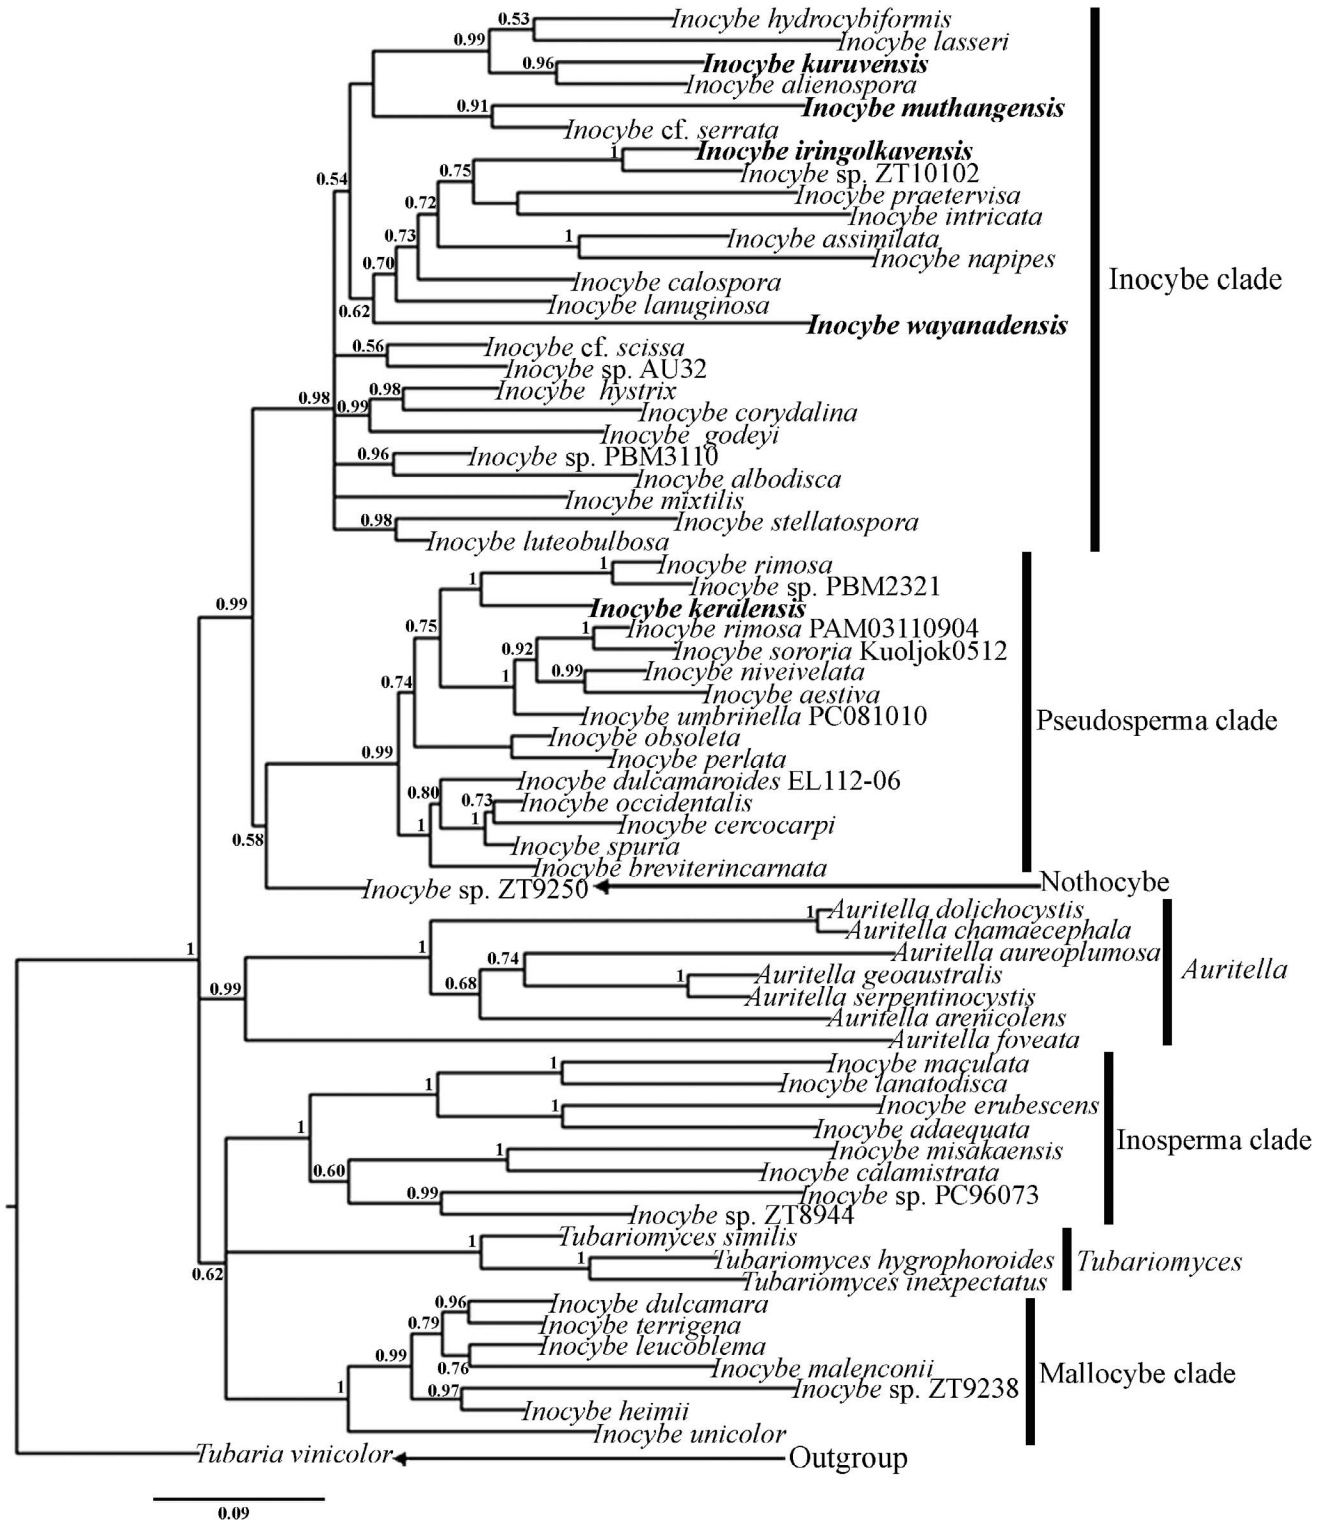 0.53
Inocybe hydrocybiformis
0.99
Inocybe lasseri
Inocybe kuruvensis
0.96
Inocybe alienospora
0.91
Inocybe muthangensis
Inocybe cf. serrata
Inocybe iringolkavensis
1
Inocybe sp. ZT10102
0.75
0.54
Inocybe praetervisa
0.72
Inocybe intricata
0.73
1
Inocybe assimilata
Inocybe napipes
0.70
Inocybe calospora
Inocybe clade
0.62
Inocybe lanuginosa
Inocybe wayanadensis
0.56
Inocybe cf. scissa
Inocybe sp. AU32
0.98
0.99
0.98
Inocybe hystrix
Inocybe corydalina
Inocybe godeyi
0.96
Inocybe sp. PBM3110
Inocybe albodisca
Inocybe mixtilis
0.98
Inocybe stellatospora
Inocybe luteobulbosa
1
Inocybe rimosa
1
Inocybe sp. PBM2321
0.99
Inocybe keralensis
0.75
1
Inocybe rimosa PAM03110904
0.92
Inocybe sororia Kuoljok0512
0.74
1
0.99
Inocybe niveivelata
Inocybe aestiva
Inocybe umbrinella PC081010
Pseudosperma clade
0.99
Inocybe obsoleta
Inocybe perlata
0.80
Inocybe dulcamaroides EL112-06
0.73
Inocybe occidentalis
1
1
Inocybe cercocarpi
0.58
Inocybe spuria
Inocybe breviterincarnata
Inocybe sp. ZT9250
Nothocybe
1
Auritella dolichocystis
Auritella chamaecephala
1
1
0.74
Auritella aureoplumosa
0.99
0.68
1
Auritella geoaustralis
Auritella
Auritella serpentinocystis
Auritella arenicolens
Auritella foveata
1
Inocybe maculata
1
Inocybe lanatodisca
1
Inocybe erubescens
1
Inocybe adaequata
Inosperma clade
0.60
1
Inocybe misakaensis
Inocybe calamistrata
0.99
Inocybe sp. PC96073
Inocybe sp. ZT8944
1
Tubariomyces similis
0.62
1
Tubariomyces hygrophoroides
Tubariomyces
Tubariomyces inexpectatus
0.96
Inocybe dulcamara
0.79
Inocybe terrigena
0.99
Inocybe leucoblema
0.76
Inocybe malenconii
Mallocybe clade
1
0.97
Inocybe sp. ZT9238
Inocybe heimii
Inocybe unicolor
Tubaria vinicolor
Outgroup
0.09